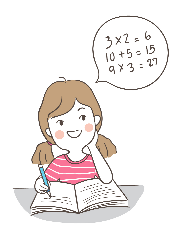 3 × 2 = 6
10 + 5 = 15
9 × 3 = 27